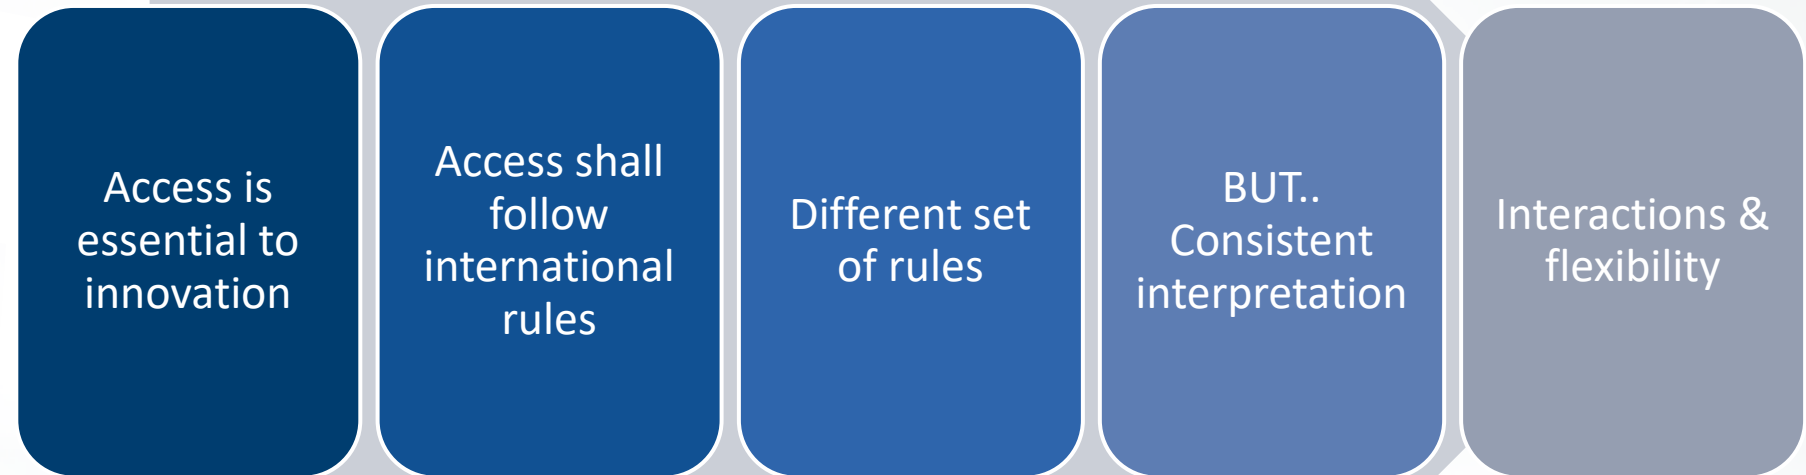 Access is
essential to
innovation
Access shall
follow
international
rules
Different set
of rules
BUT..
Consistent
interpretation
Interactions &
flexibility